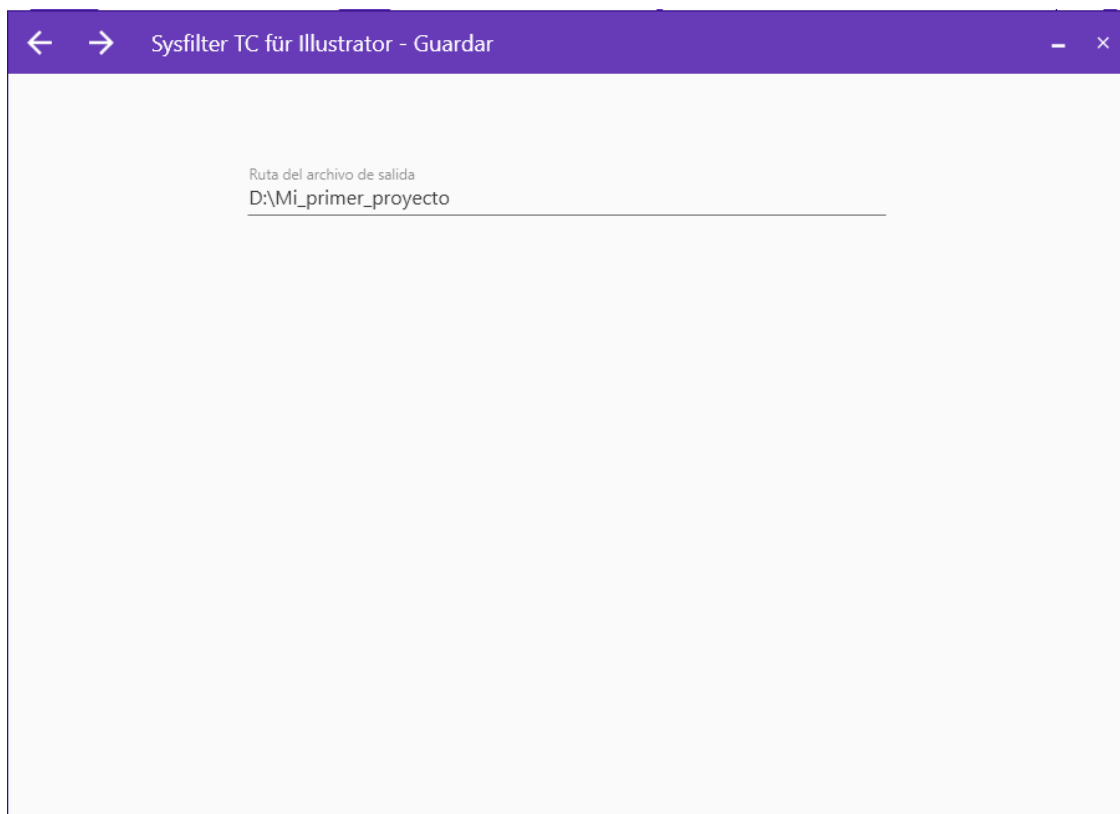 Sysfilter TC für Illustrator - Guardar
Ruta del archivo de salida
D:\Mi_primer_proyecto